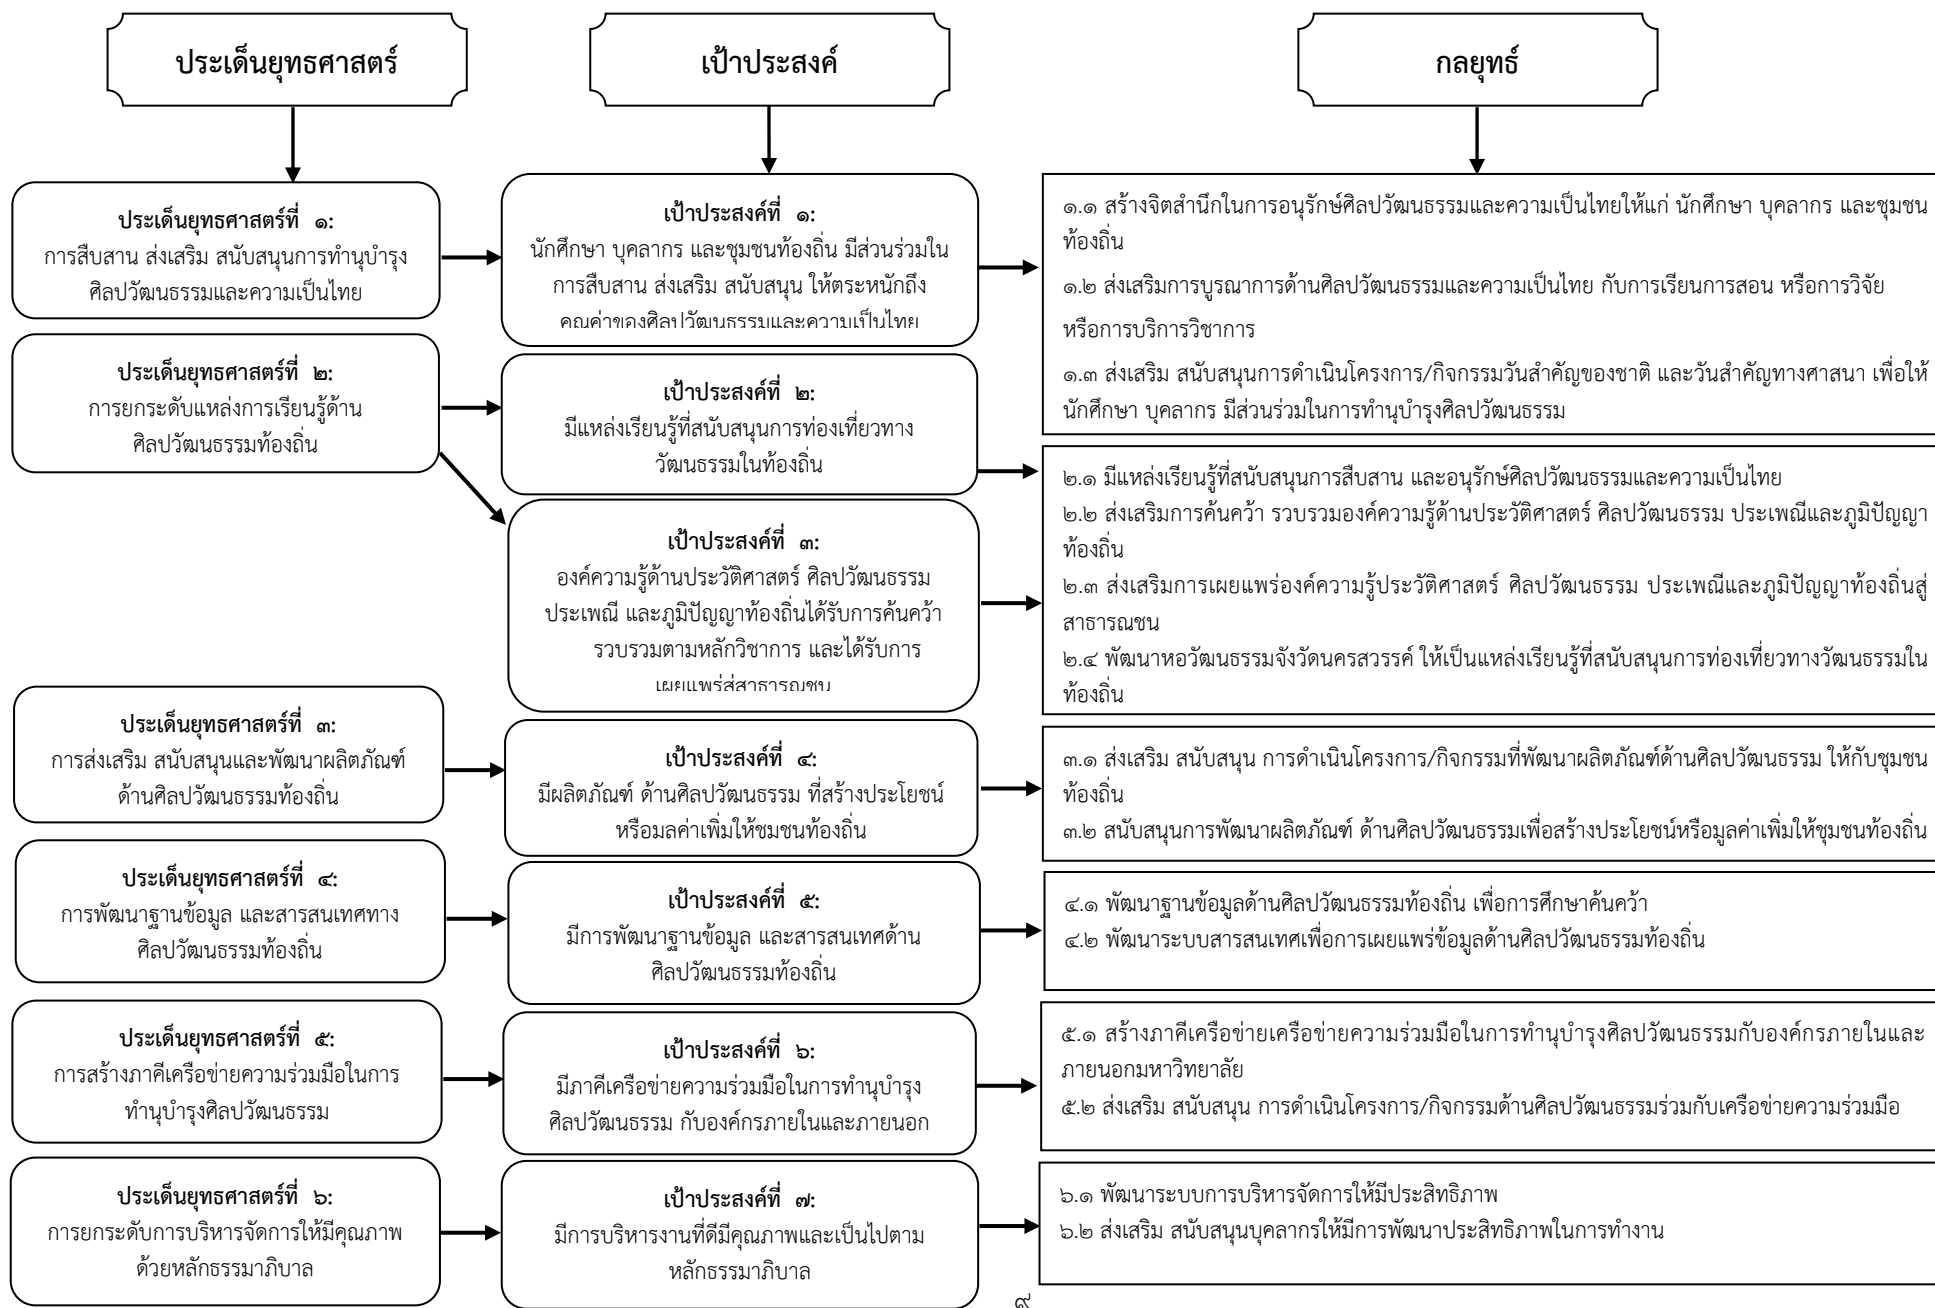 ประเด็นยุทธศาสตร์
เป้าประสงค์
กลยุทธ์
ประเด็นยุทธศาสตร์ที่ ๑:
การสืบสาน ส่งเสริม สนับสนุนการทำนุบำรุง
ศิลปวัฒนธรรมและความเป็นไทย
เป้าประสงค์ที่ ๑:
นักศึกษา บุคลากร และชุมชนท้องถิ่น มีส่วนร่วมใน
การสืบสาน ส่งเสริม สนับสนุน ให้ตระหนักถึง
คุณค่าของศิลปวัฒนธรรมและความเป็นไทย
๑.๑ สร้างจิตสำนึกในการอนุรักษ์ศิลปวัฒนธรรมและความเป็นไทยให้แก่ นักศึกษา บุคลากร และชุมชน
ท้องถิ่น
๑.๒ ส่งเสริมการบูรณาการด้านศิลปวัฒนธรรมและความเป็นไทย กับการเรียนการสอน หรือการวิจัย
หรือการบริการวิชาการ
๑.๓ ส่งเสริม สนับสนุนการดำเนินโครงการ/กิจกรรมวันสำคัญของชาติ และวันสำคัญทางศาสนา เพื่อให้
นักศึกษา บุคลากร มีส่วนร่วมในการทำนุบำรุงศิลปวัฒนธรรม
ประเด็นยุทธศาสตร์ที่ ๒:
การยกระดับแหล่งการเรียนรู้ด้าน
ศิลปวัฒนธรรมท้องถิ่น
เป้าประสงค์ที่ ๒:
มีแหล่งเรียนรู้ที่สนับสนุนการท่องเที่ยวทาง
วัฒนธรรมในท้องถิ่น
เป้าประสงค์ที่ ๓:
องค์ความรู้ด้านประวัติศาสตร์ ศิลปวัฒนธรรม
ประเพณี และภูมิปัญญาท้องถิ่นได้รับการค้นคว้า
รวบรวมตามหลักวิชาการ และได้รับการ
เผยแพร่สู่สาธารณชน
๒.๑ มีแหล่งเรียนรู้ที่สนับสนุนการสืบสาน และอนุรักษ์ศิลปวัฒนธรรมและความเป็นไทย
๒.๒ ส่งเสริมการค้นคว้า รวบรวมองค์ความรู้ด้านประวัติศาสตร์ ศิลปวัฒนธรรม ประเพณีและภูมิปัญญา
ท้องถิ่น
๒.๓ ส่งเสริมการเผยแพร่องค์ความรู้ประวัติศาสตร์ ศิลปวัฒนธรรม ประเพณีและภูมิปัญญาท้องถิ่นสู่
สาธารณชน
๒.๔ พัฒนาหอวัฒนธรรมจังวัดนครสวรรค์ ให้เป็นแหล่งเรียนรู้ที่สนับสนุนการท่องเที่ยวทางวัฒนธรรมใน
ท้องถิ่น
ประเด็นยุทธศาสตร์ที่ ๓:
การส่งเสริม สนับสนุนและพัฒนาผลิตภัณฑ์
ด้านศิลปวัฒนธรรมท้องถิ่น
เป้าประสงค์ที่ ๔:
มีผลิตภัณฑ์ ด้านศิลปวัฒนธรรม ที่สร้างประโยชน์
หรือมลค่าเพิ่มให้ชุมชนท้องถิ่น
๓.๑ ส่งเสริม สนับสนุน การดำเนินโครงการ/กิจกรรมที่พัฒนาผลิตภัณฑ์ด้านศิลปวัฒนธรรม ให้กับชุมชน
ท้องถิ่น
๓.๒ สนับสนุนการพัฒนาผลิตภัณฑ์ ด้านศิลปวัฒนธรรมเพื่อสร้างประโยชน์หรือมูลค่าเพิ่มให้ชุมชนท้องถิ่น
ประเด็นยุทธศาสตร์ที่ ๔:
การพัฒนาฐานข้อมูล และสารสนเทศทาง
ศิลปวัฒนธรรมท้องถิ่น
เป้าประสงค์ที่ ๕:
มีการพัฒนาฐานข้อมูล และสารสนเทศด้าน
ศิลปวัฒนธรรมท้องถิ่น
๔.๑ พัฒนาฐานข้อมูลด้านศิลปวัฒนธรรมท้องถิ่น เพื่อการศึกษาค้นคว้า
๔.๒ พัฒนาระบบสารสนเทศเพื่อการเผยแพร่ข้อมูลด้านศิลปวัฒนธรรมท้องถิ่น
ประเด็นยุทธศาสตร์ที่ ๕:
การสร้างภาคีเครือข่ายความร่วมมือในการ
ทำนุบำรุงศิลปวัฒนธรรม
เป้าประสงค์ที่ ๖:
มีภาคีเครือข่ายความร่วมมือในการทำนุบำรุง
ศิลปวัฒนธรรม กับองค์กรภายในและภายนอก
๕.๑ สร้างภาคีเครือข่ายเครือข่ายความร่วมมือในการทำนุบำรุงศิลปวัฒนธรรมกับองค์กรภายในและ
ภายนอกมหาวิทยาลัย
๕.๒ ส่งเสริม สนับสนุน การดำเนินโครงการ/กิจกรรมด้านศิลปวัฒนธรรมร่วมกับเครือข่ายความร่วมมือ
ประเด็นยุทธศาสตร์ที่ ๖:
การยกระดับการบริหารจัดการให้มีคุณภาพ
ด้วยหลักธรรมาภิบาล
เป้าประสงค์ที่ ๗:
มีการบริหารงานที่ดีมีคุณภาพและเป็นไปตาม
หลักธรรมาภิบาล
๖.๑ พัฒนาระบบการบริหารจัดการให้มีประสิทธิภาพ
๖.๒ ส่งเสริม สนับสนุนบุคลากรให้มีการพัฒนาประสิทธิภาพในการทำงาน
๙